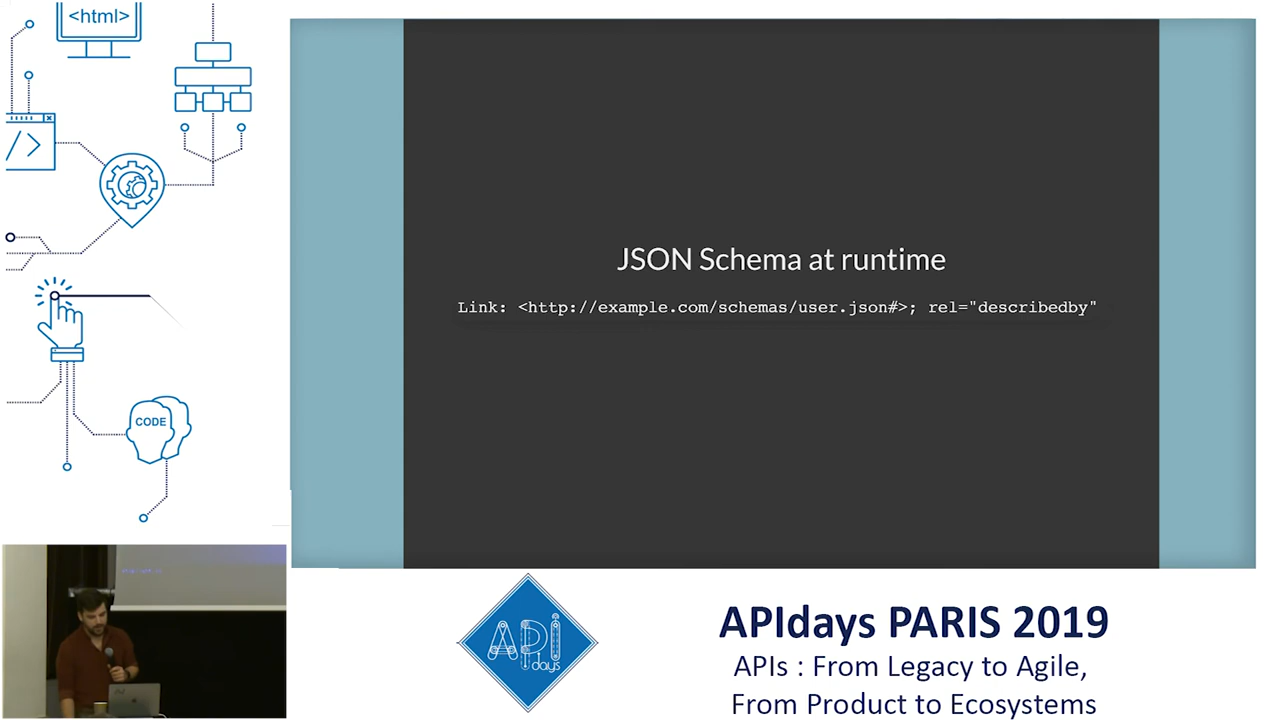 <html>
/>
CODE
JSON Schema at runtime
Link: <http://example.com/schemas/user.json#>; rel="describedby"
API
days
APIdays PARIS 2019
APIs : From Legacy to Agile,
From Product to Ecosystems